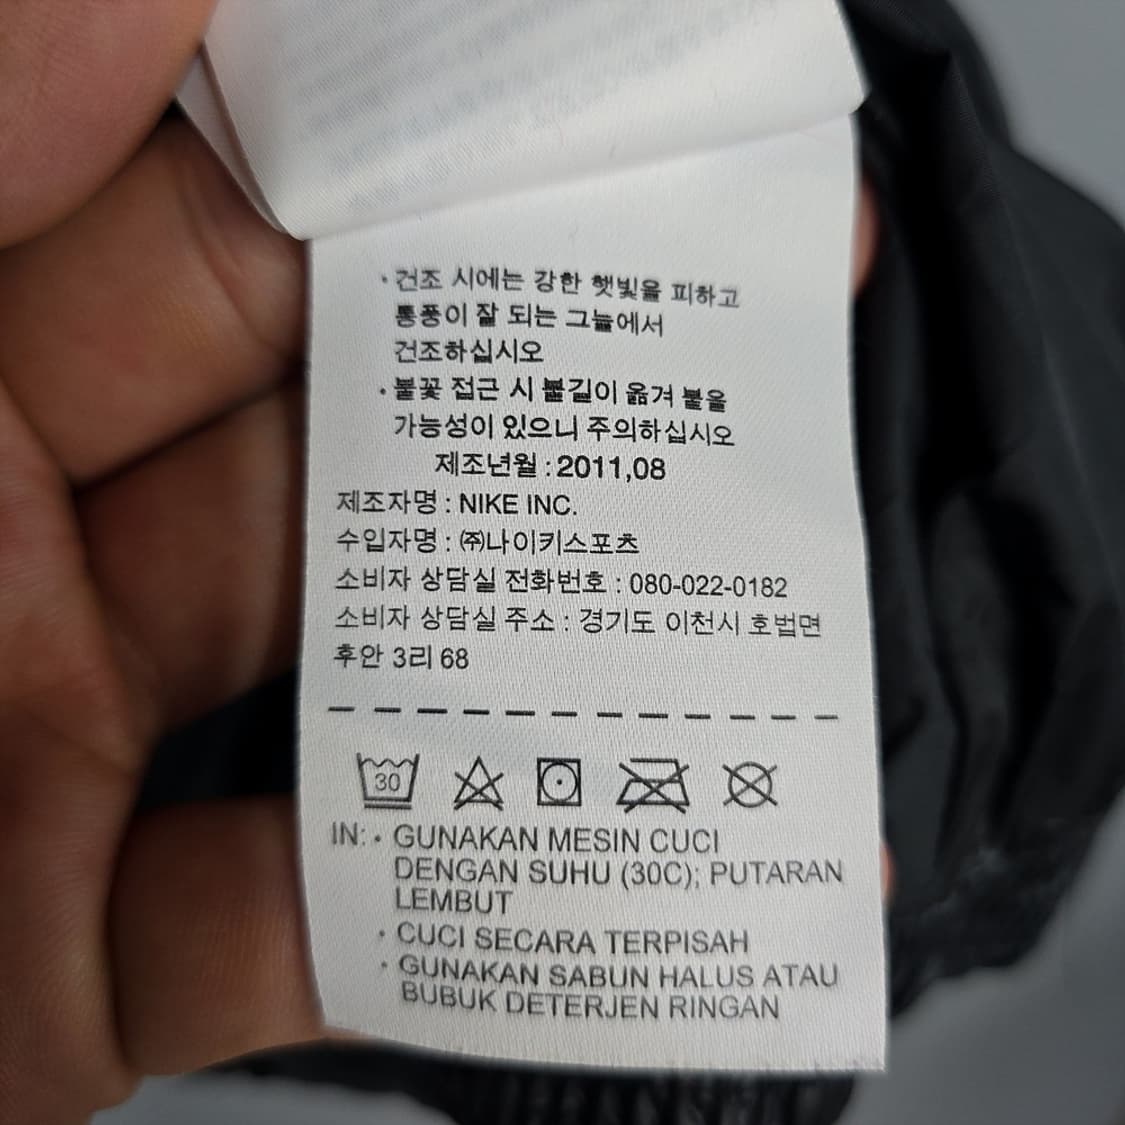 · 건조 시에는 강한 햇빛을 피하고
통풍이 잘 되는 그늘에서
건조하십시오
· 불꽃 접근 시 불길이 옮겨 붙을
가능성이 있으니 주의하십시오
제조년월 : 2011,08
제조자명 : NIKE INC.
수입자명 : ㈜나이키스포츠
소비자 상담실 전화번호 : 080-022-0182
소비자 상담실 주소 : 경기도 이천시 호법면
후안 3리 68
30
IN: · GUNAKAN MESIN CUCI
DENGAN SUHU (30C); PUTARAN
LEMBUT
· CUCI SECARA TERPISAH
· GUNAKAN SABUN HALUS ATAU
BUBUK DETERJEN RINGAN